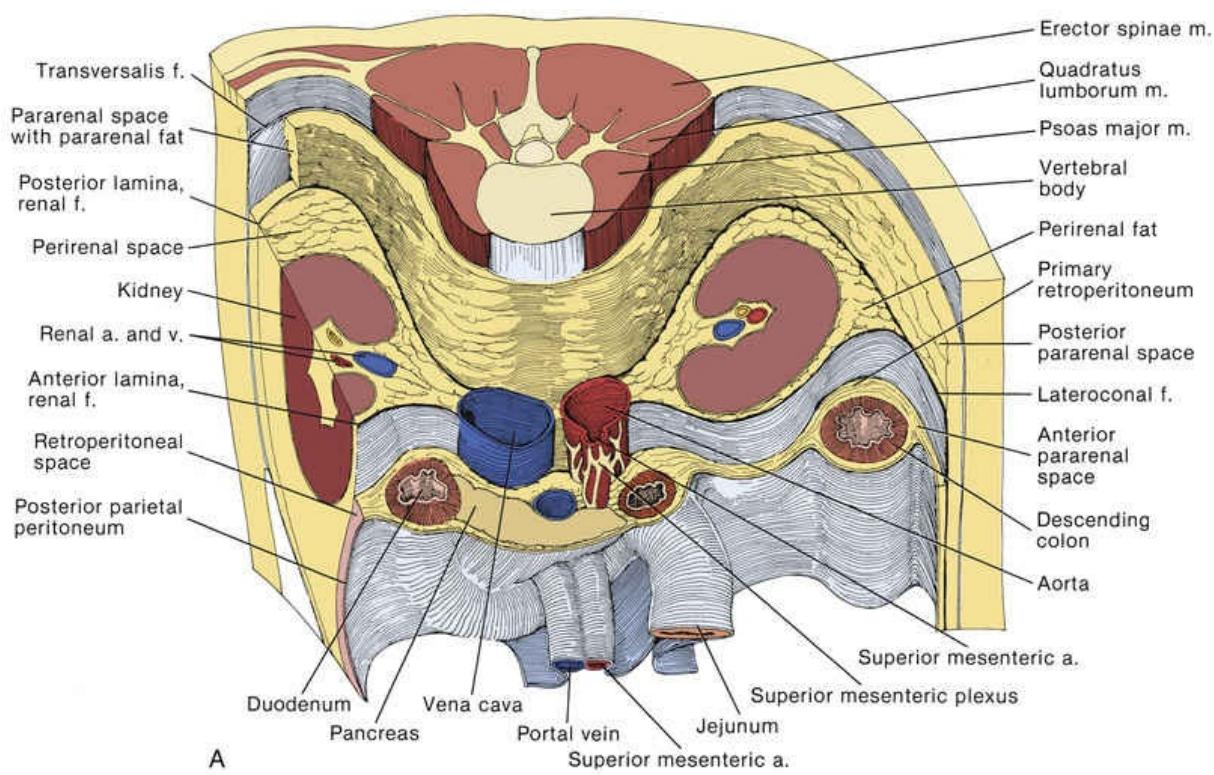 Transversalis f.
Pararenal space
with pararenal fat
Posterior lamina,
renal f.
Perirenal space
Kidney
Renal a. and v.
Anterior lamina,
renal f.
Retroperitoneal
space
Posterior parietal
peritoneum
Erector spinae m.
Quadratus
lumborum m.
Psoas major m.
Vertebral
body
Perirenal fat
Primary
retroperitoneum
Posterior
pararenal space
Lateroconal f.
Anterior
pararenal
space
Descending
colon
Aorta
Superior mesenteric a.
Superior mesenteric plexus
Jejunum
Duodenum
Pancreas
Vena cava
Portal vein
Superior mesenteric a.
A